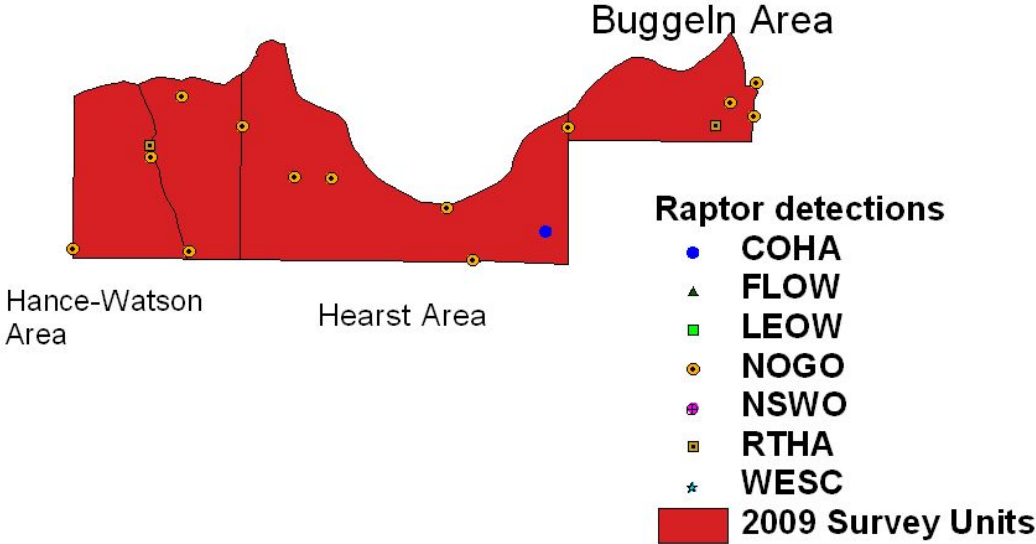 Buggeln Area
Hance-Watson
Area
Hearst Area
Raptor detections
COHA
FLOW
LEOW
NOGO
NSWO
RTHA
WESC
2009 Survey Units